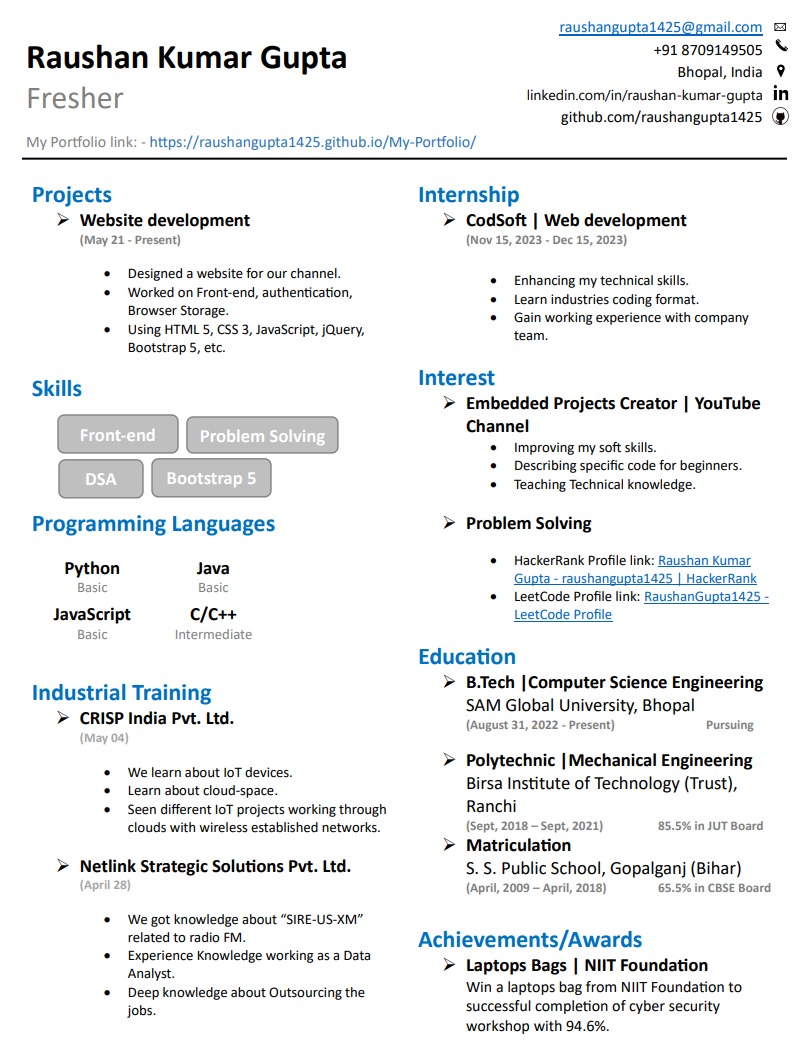 raushangupta1425@gmail.com
+91 8709149505
Bhopal, India
linkedin.com/in/raushan-kumar-gupta
github.com/raushangupta1425
Raushan Kumar Gupta
Fresher
My Portfolio link: - https://raushangupta1425.github.io/My-Portfolio/
Projects
Website development
(May 21 - Present)
Designed a website for our channel.
Worked on Front-end, authentication,
Browser Storage.
Using HTML 5, CSS 3, JavaScript, jQuery,
Bootstrap 5, etc.
Skills
Front-end
Problem Solving
DSA
Bootstrap 5
Programming Languages
Python Java
Basic Basic
JavaScript C/C++
Basic Intermediate
Industrial Training
CRISP India Pvt. Ltd.
(May 04)
We learn about IoT devices.
Learn about cloud-space.
Seen different IoT projects working through
clouds with wireless established networks.
Netlink Strategic Solutions Pvt. Ltd.
(April 28)
We got knowledge about “SIRE-US-XM”
related to radio FM.
Experience Knowledge working as a Data
Analyst.
Deep knowledge about Outsourcing the
jobs.
Internship
CodSoft | Web development
(Nov 15, 2023 - Dec 15, 2023)
Enhancing my technical skills.
Learn industries coding format.
Gain working experience with company
team.
Interest
Embedded Projects Creator | YouTube
Channel
Improving my soft skills.
Describing specific code for beginners.
Teaching Technical knowledge.
Problem Solving
HackerRank Profile link: Raushan Kumar
Gupta - raushangupta1425 | HackerRank
LeetCode Profile link: RaushanGupta1425 -
LeetCode Profile
Education
B.Tech |Computer Science Engineering
SAM Global University, Bhopal
(August 31, 2022 - Present) Pursuing
Polytechnic |Mechanical Engineering
Birsa Institute of Technology (Trust),
Ranchi
(Sept, 2018 – Sept, 2021) 85.5% in JUT Board
Matriculation
S. S. Public School, Gopalganj (Bihar)
(April, 2009 – April, 2018) 65.5% in CBSE Board
Achievements/Awards
Laptops Bags | NIIT Foundation
Win a laptops bag from NIIT Foundation to
successful completion of cyber security
workshop with 94.6%.